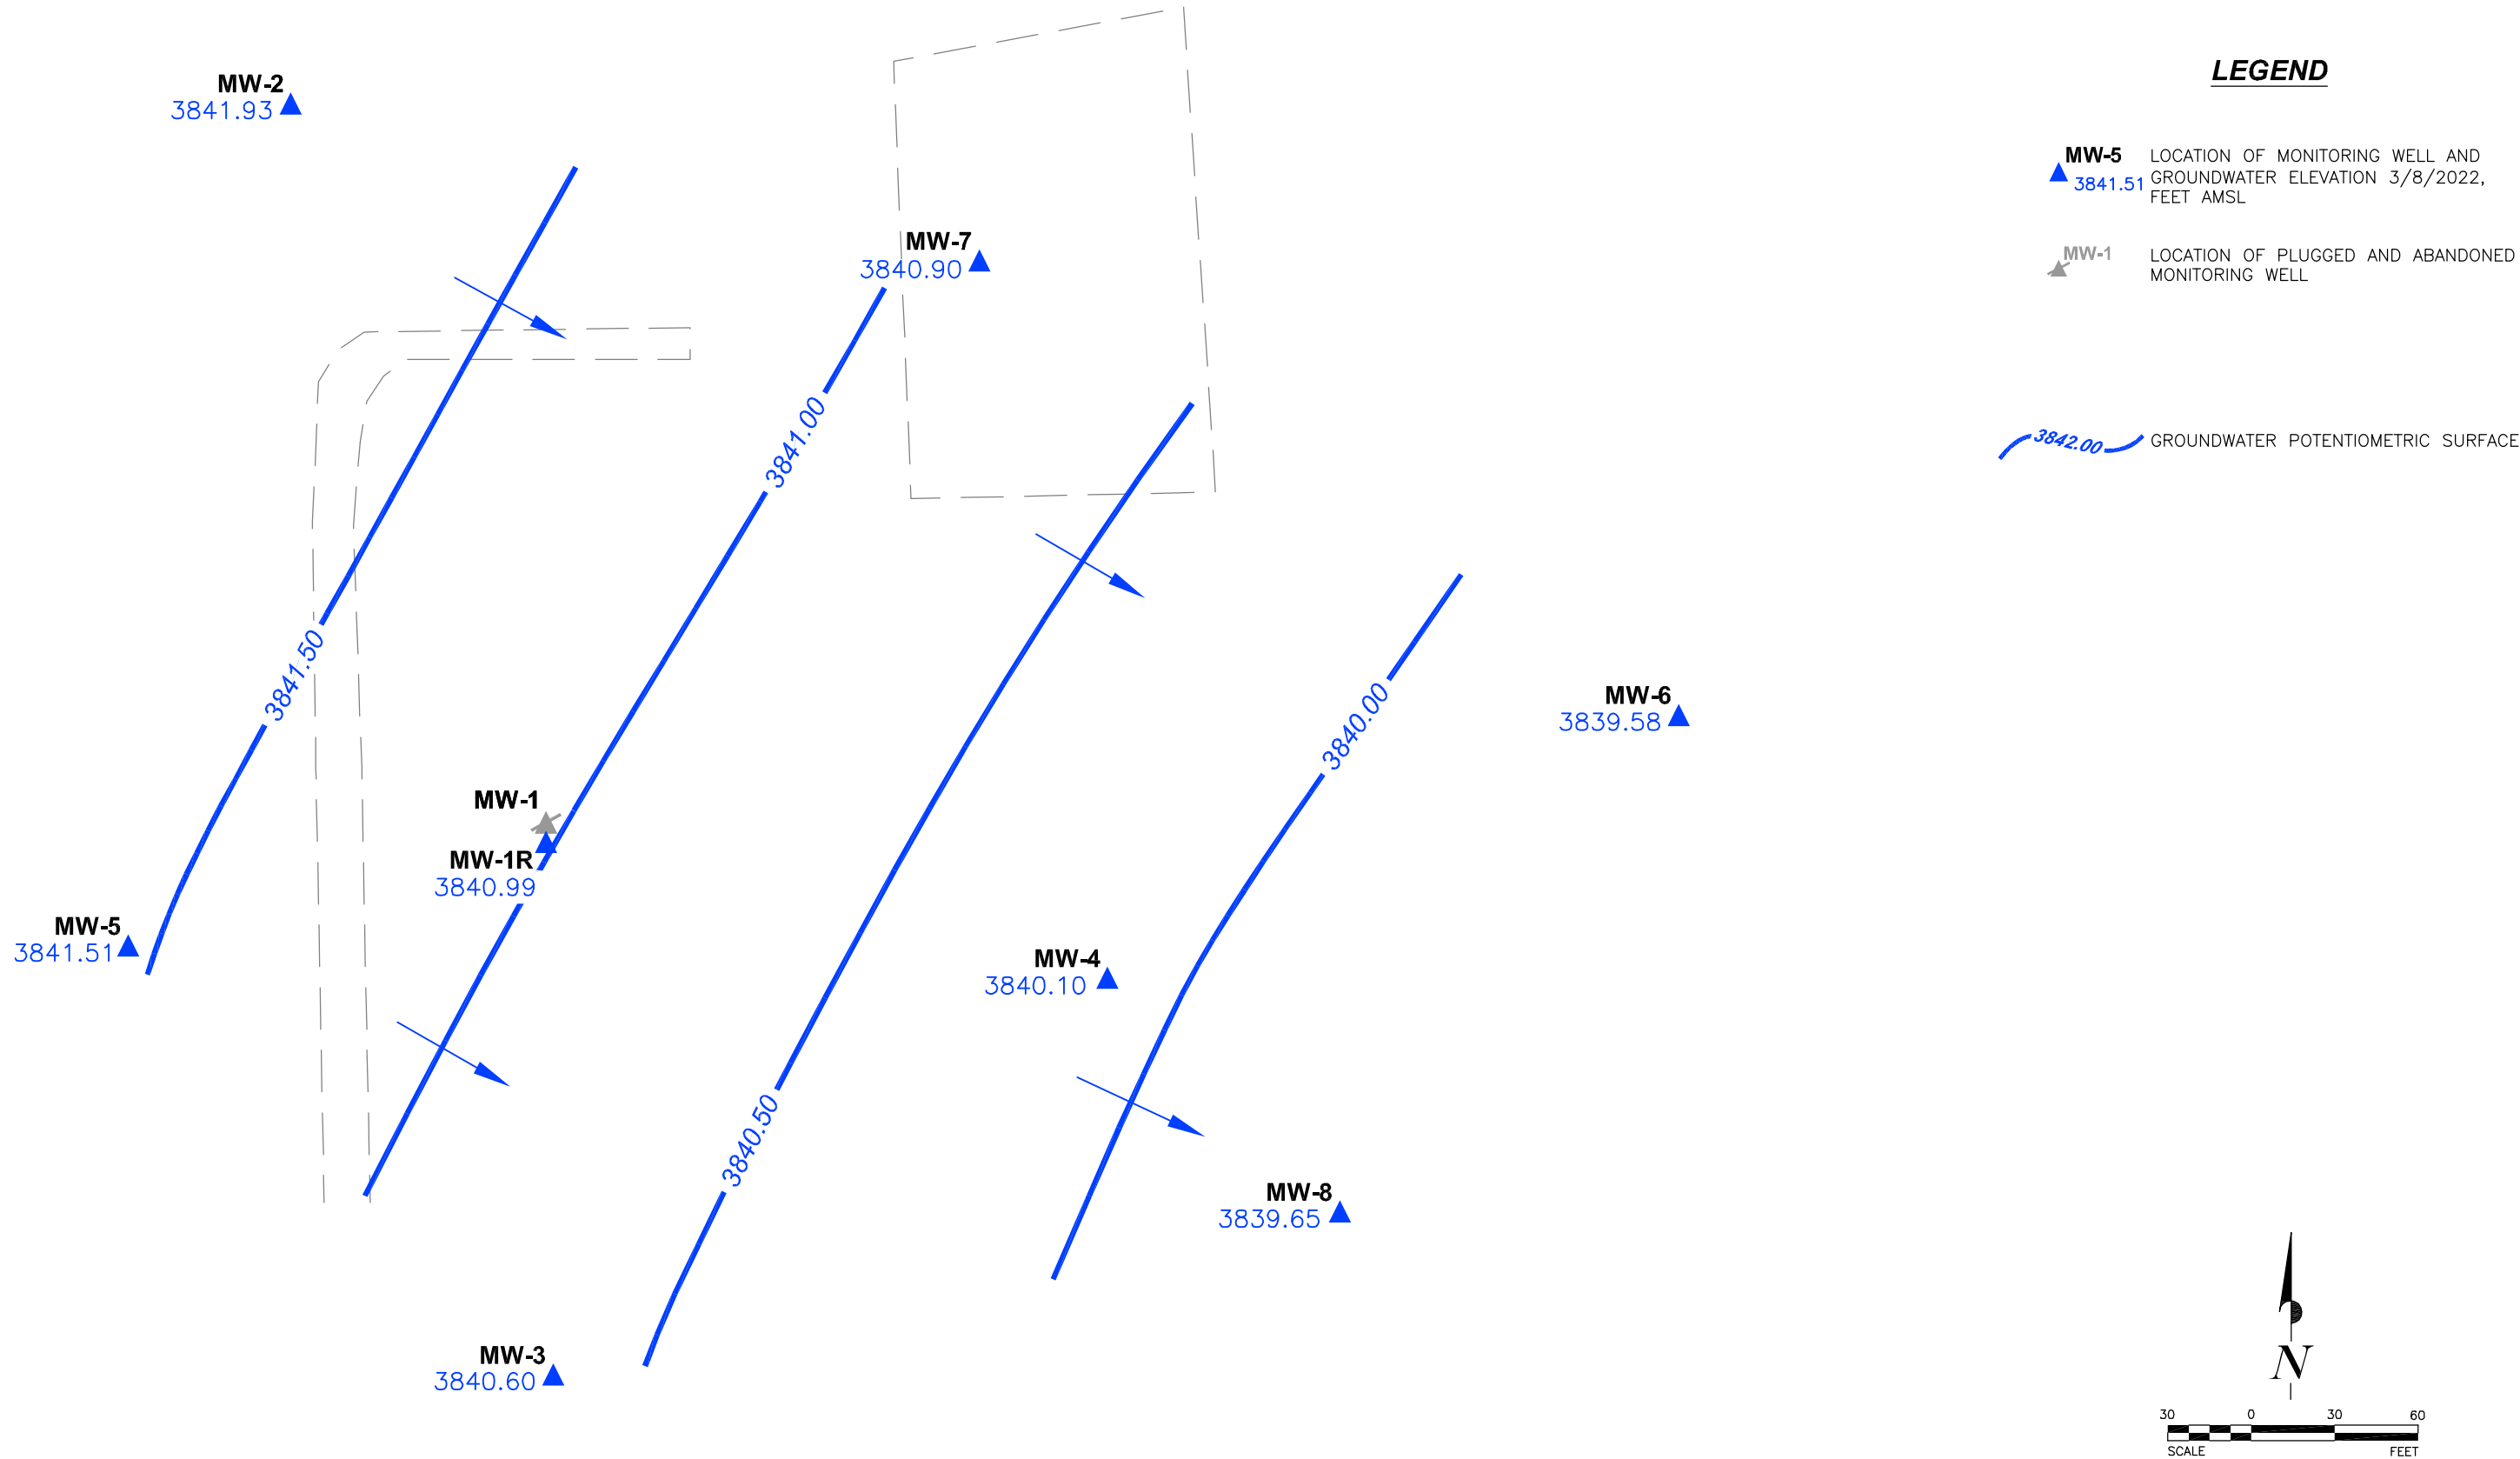 LEGEND
MW-2
3841.93
MW-5
3841.51
LOCATION OF MONITORING WELL AND
GROUNDWATER ELEVATION 3/8/2022,
FEET AMSL
MW-7
3840.90
MW-1
LOCATION OF PLUGGED AND ABANDONED
MONITORING WELL
3841.00
3842.00
GROUNDWATER POTENTIOMETRIC SURFACE
3841.50
MW-6
3839.58
3840.00
MW-1
MW-1R
3840.99
MW-5
3841.51
MW-4
3840.10
3840.50
MW-8
3839.65
MW-3
3840.60
N
30 0 30 60
SCALE FEET